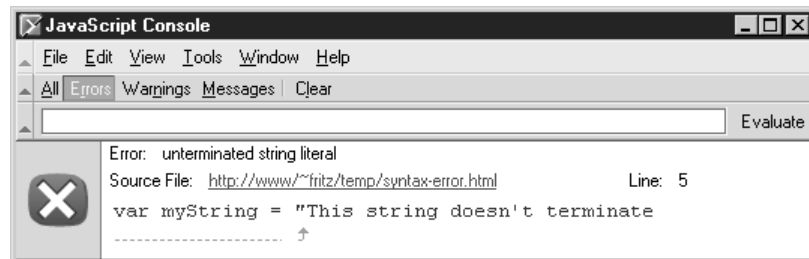 JavaScript Console
File Edit View Tools Window Help
All Errors Warnings Messages Clear
Evaluate
Error: unterminated string literal
Source File: http://www/~fritz/temp/syntax-error.html Line: 5
var myString = "This string doesn't terminate